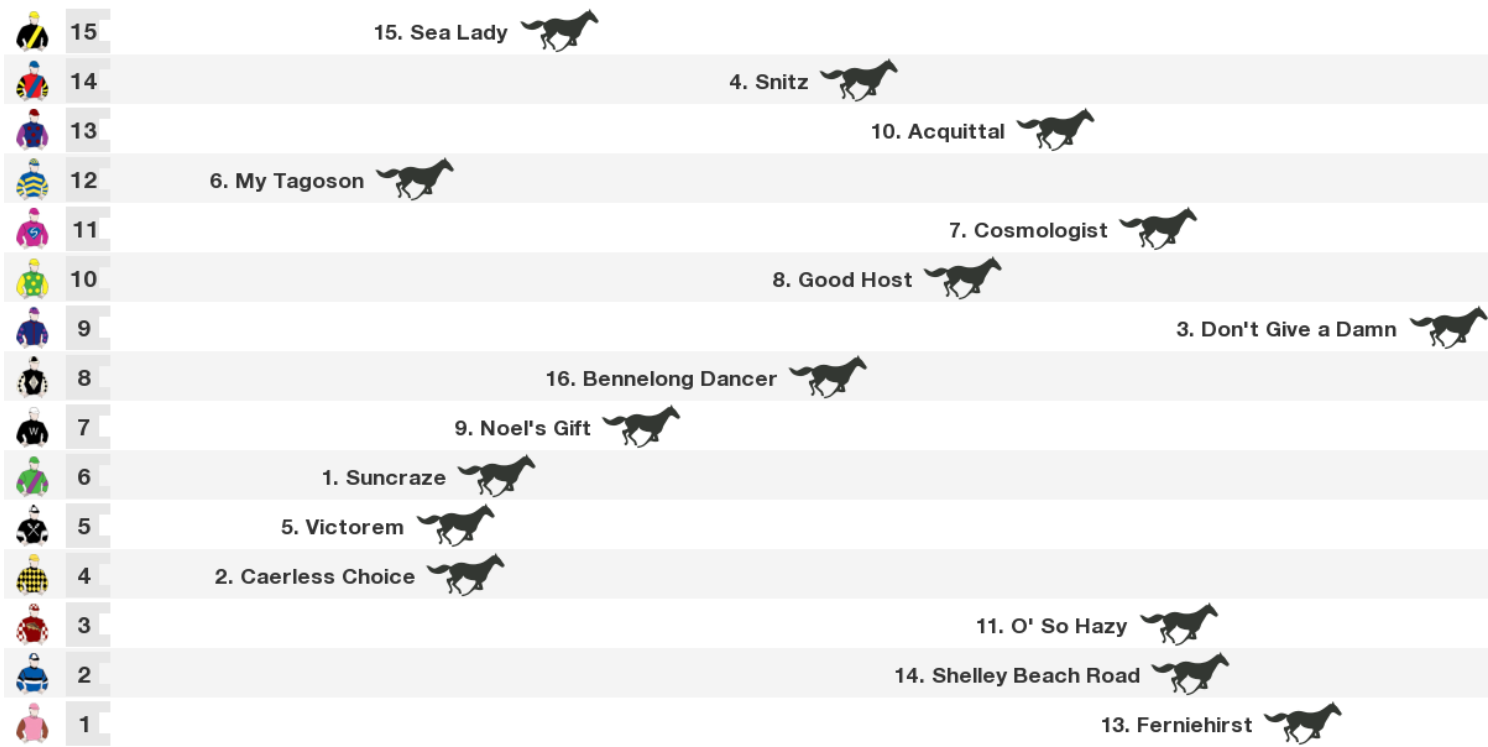 15 15. Sea Lady
14 4. Snitz
13 10. Acquittal
12 6. My Tagoson
11 7. Cosmologist
10 8. Good Host
9 3. Don't Give a Damn
8 16. Bennelong Dancer
W 7 9. Noel's Gift
6 1. Suncraze
5 5. Victorem
4 2. Caerless Choice
3 11. O' So Hazy
2 14. Shelley Beach Road
1 13. Ferniehirst